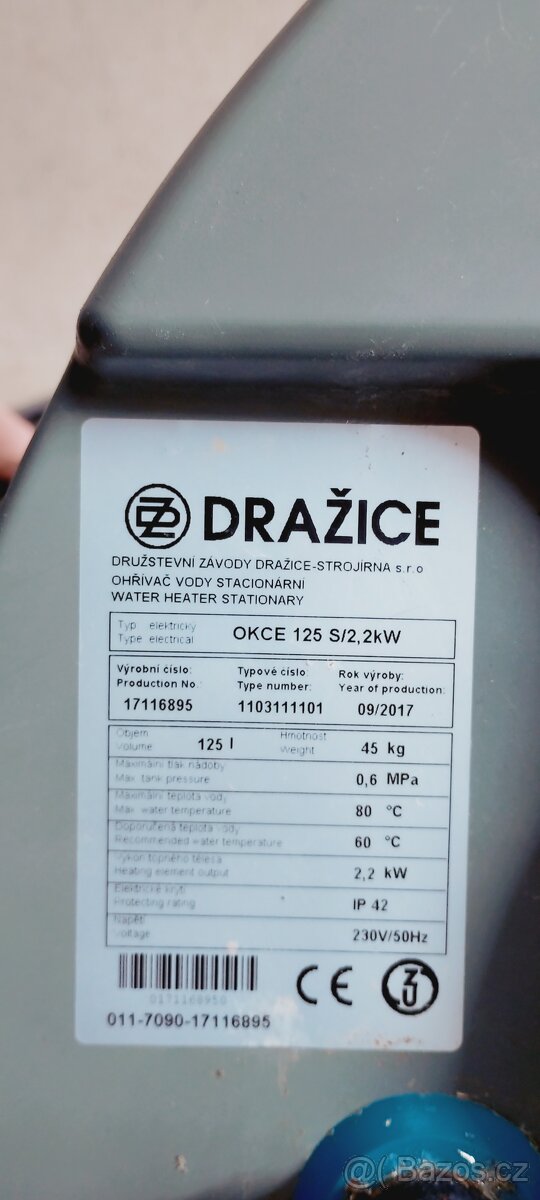 DZ DRAŽICE
DRUŽSTEVNÍ ZÁVODY DRAŽICE-STROJÍRNA s.r.o
OHŘÍVAČ VODY STACIONÁRNÍ
WATER HEATER STATIONARY
Typ elektrický
Type electrical
OKCE 125 S/2,2kW
Výrobní číslo: Typové číslo: Rok výroby:
Production No.: Type number: Year of production:
17116895 1103111101 09/2017
Objem Hmotnost
Volume 125 l Weight 45 kg
Maximální tlak nádoby
Max. tank pressure 0,6 MPa
Maximální teplota vody
Max. water temperature 80 °C
Doporučená teplota vody
Recommended water temperature 60 °C
Výkon topného tělesa
Heating element output 2,2 kW
Elektrické krytí
Protecting rating IP 42
Napětí
Voltage 230V/50Hz
CE
011-7090-17116895
@( Bazos.cz